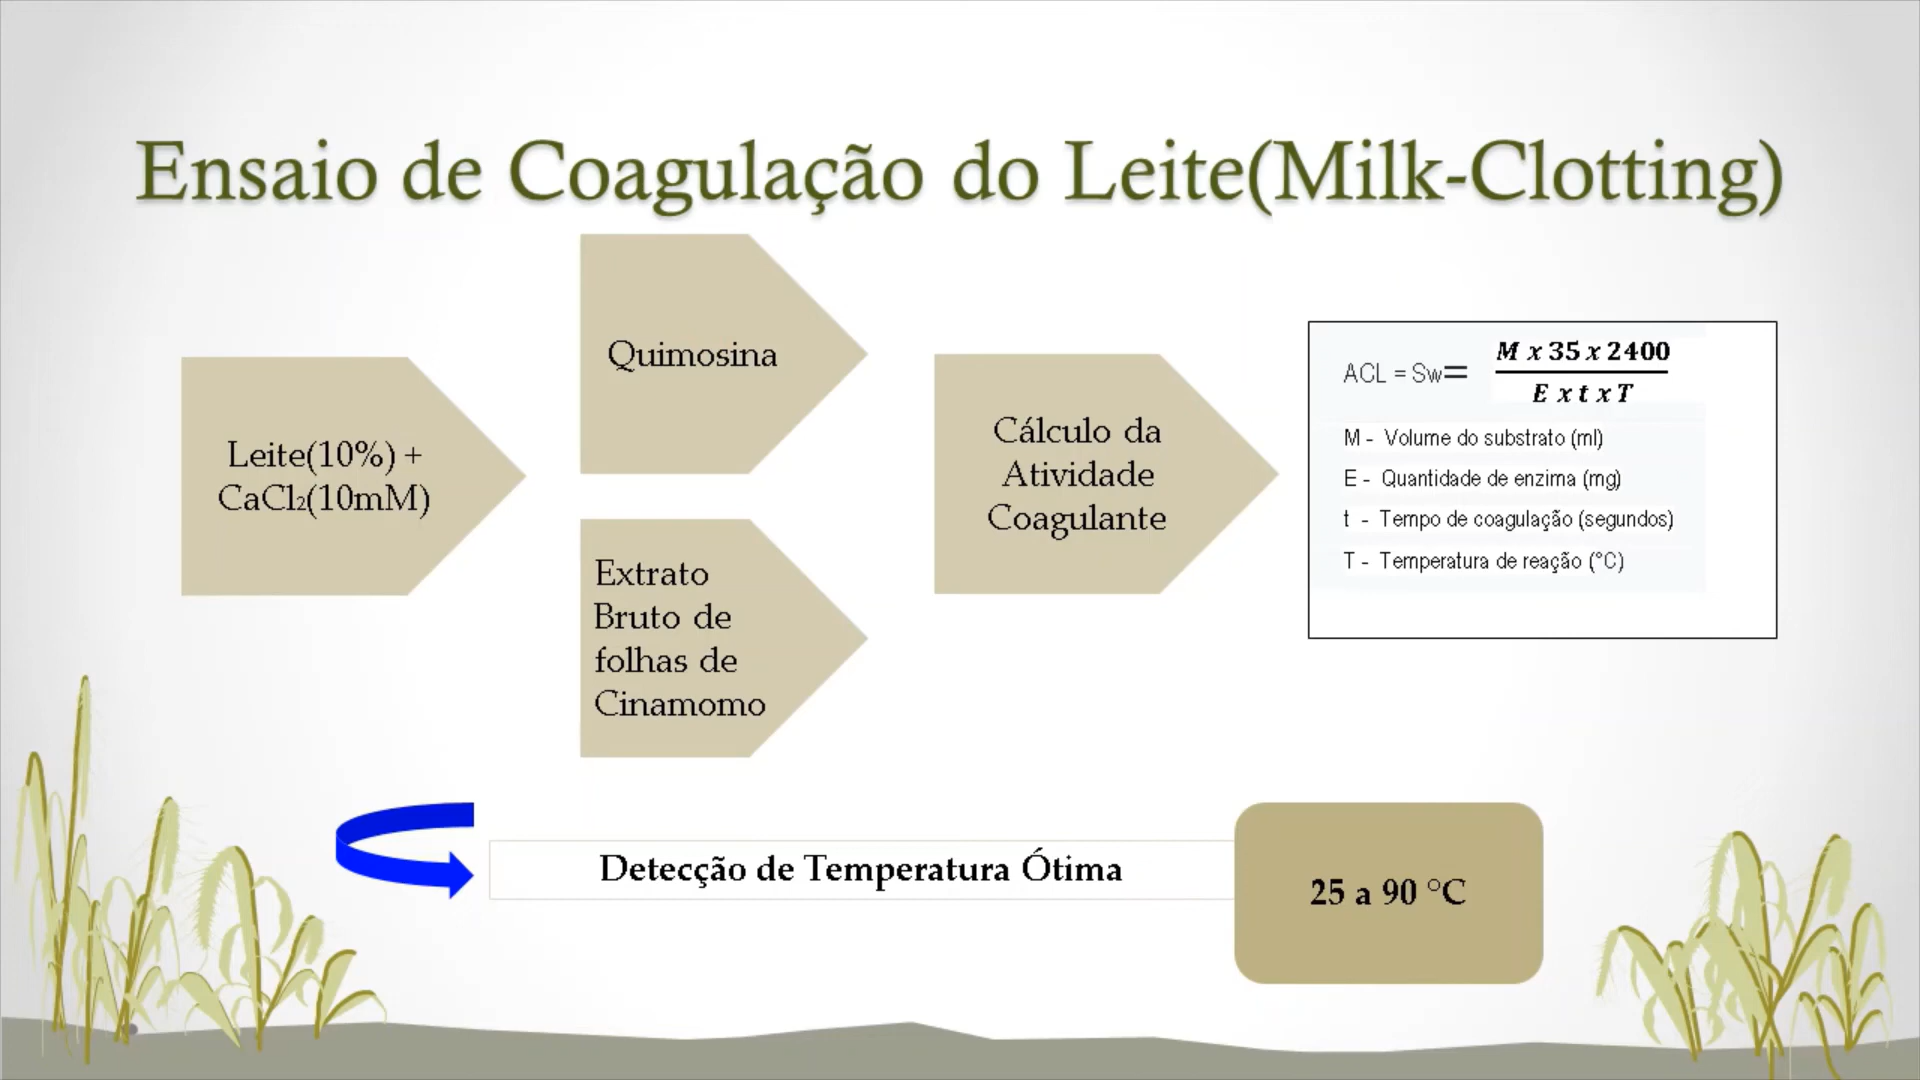 Ensaio de Coagulação do Leite(Milk-Clotting)
Leite(10%) +
CaCl₂(10mM)
Quimosina
Extrato
Bruto de
folhas de
Cinamomo
Cálculo da
Atividade
Coagulante
ACL = Sw= M x 35 x 2400
E x t x T
M - Volume do substrato (ml)
E - Quantidade de enzima (mg)
t - Tempo de coagulação (segundos)
T - Temperatura de reação (°C)
Detecção de Temperatura Ótima
25 a 90 °C